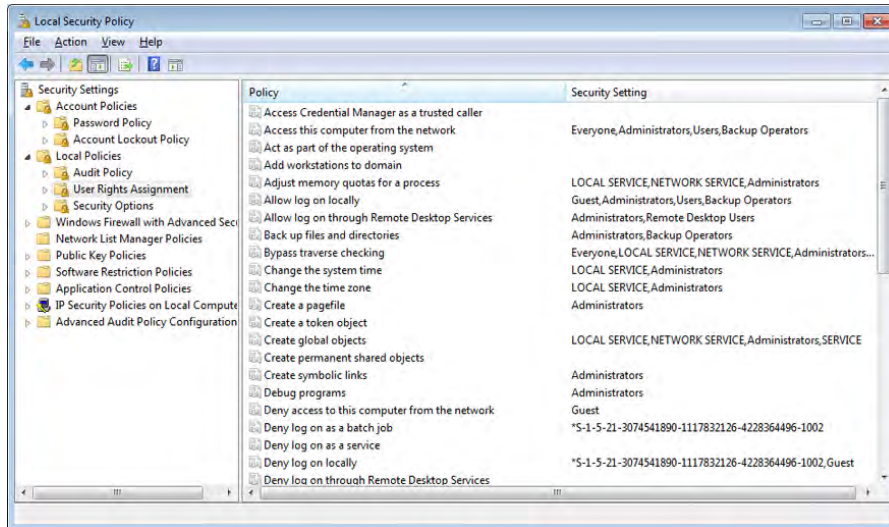 Local Security Policy
File Action View Help
Security Settings
Account Policies
Password Policy
Account Lockout Policy
Local Policies
Audit Policy
User Rights Assignment
Security Options
Windows Firewall with Advanced Secu
Network List Manager Policies
Public Key Policies
Software Restriction Policies
Application Control Policies
IP Security Policies on Local Compute
Advanced Audit Policy Configuration
Policy Security Setting
Access Credential Manager as a trusted caller
Access this computer from the network Everyone,Administrators,Users,Backup Operators
Act as part of the operating system
Add workstations to domain
Adjust memory quotas for a process LOCAL SERVICE,NETWORK SERVICE,Administrators
Allow log on locally Guest,Administrators,Users,Backup Operators
Allow log on through Remote Desktop Services Administrators,Remote Desktop Users
Back up files and directories Administrators,Backup Operators
Bypass traverse checking Everyone,LOCAL SERVICE,NETWORK SERVICE,Administrators...
Change the system time LOCAL SERVICE,Administrators
Change the time zone LOCAL SERVICE,Administrators
Create a pagefile Administrators
Create a token object
Create global objects LOCAL SERVICE,NETWORK SERVICE,Administrators,SERVICE
Create permanent shared objects
Create symbolic links Administrators
Debug programs Administrators
Deny access to this computer from the network Guest
Deny log on as a batch job *S-1-5-21-3074541890-1117832126-4228364496-1002
Deny log on as a service
Deny log on locally *S-1-5-21-3074541890-1117832126-4228364496-1002,Guest
Deny log on through Remote Desktop Services